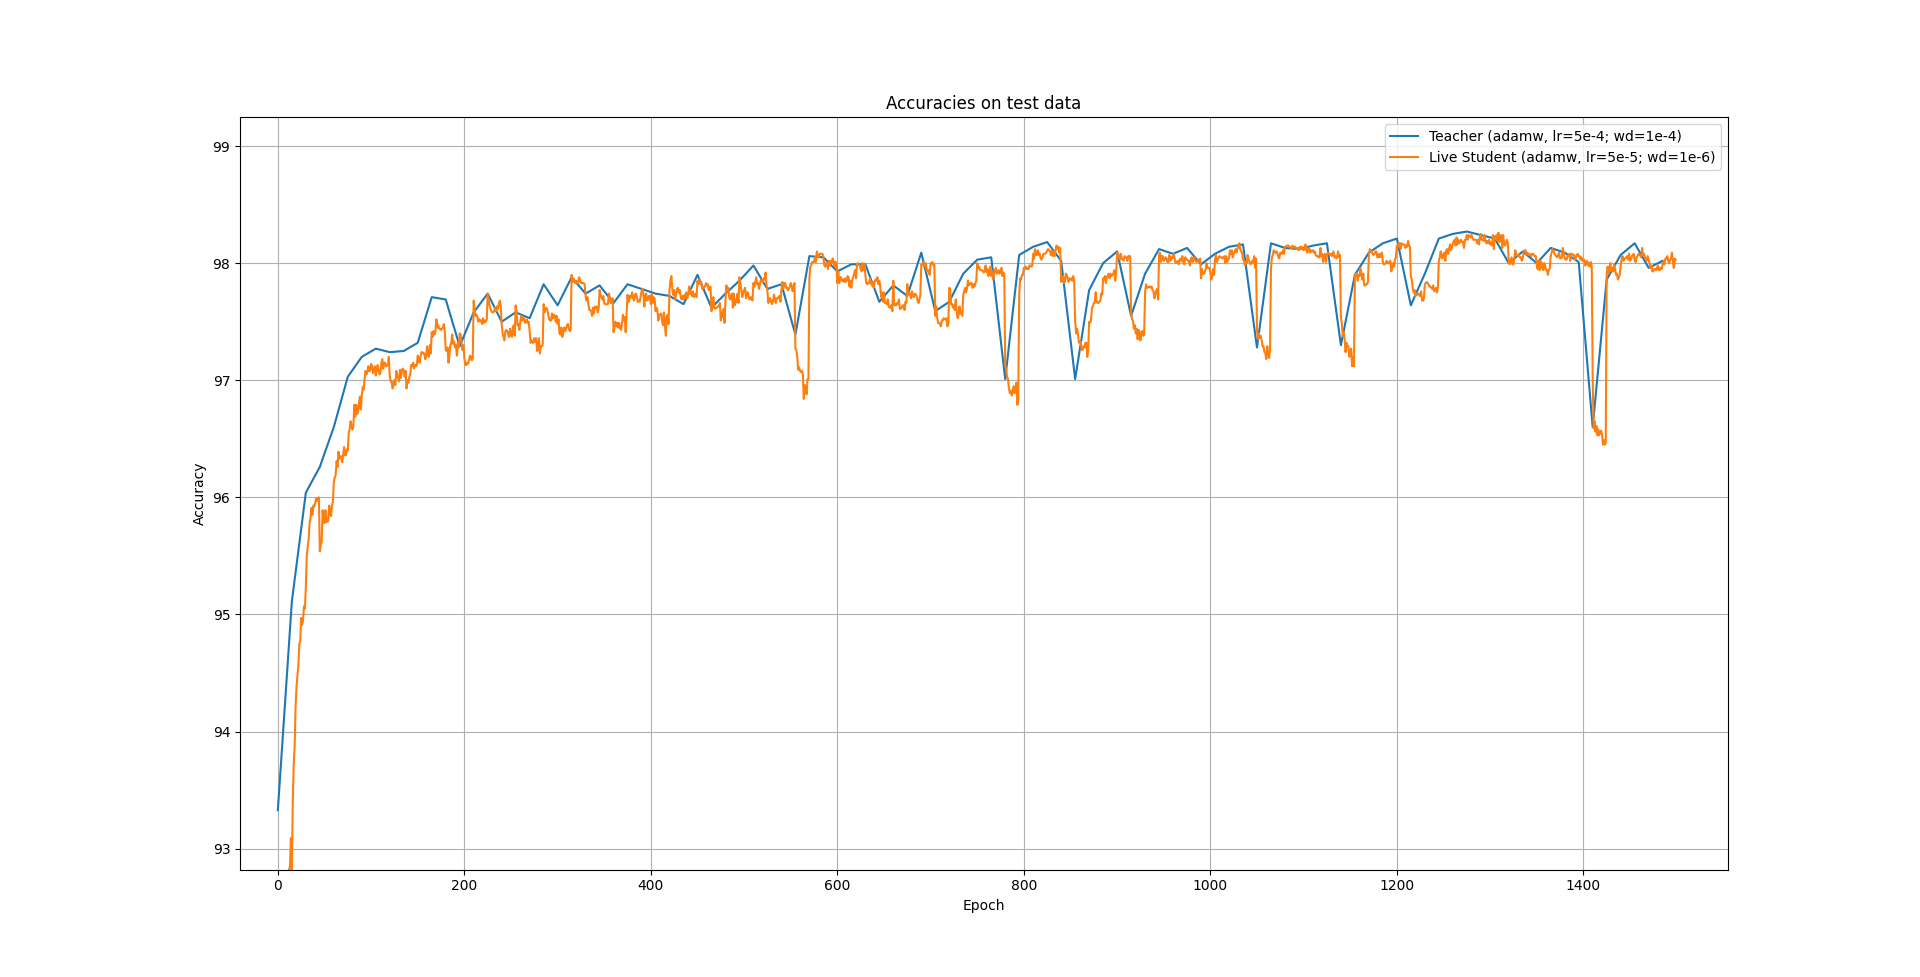 Accuracies on test data
Teacher (adamw, lr=5e-4; wd=1e-4)
Live Student (adamw, lr=5e-5; wd=1e-6)
99
98
97
96
95
94
93
Accuracy
0 200 400 600 800 1000 1200 1400
Epoch